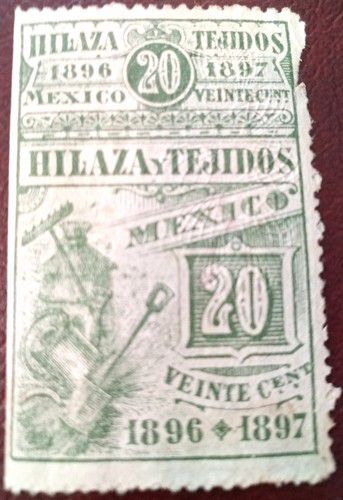 HILAZA 20 TEJIDOS
1896 1897
MEXICO VEINTE CENT
HILAZA Y TEJIDOS
MEXICO
20
VEINTE CENT
1896 1897